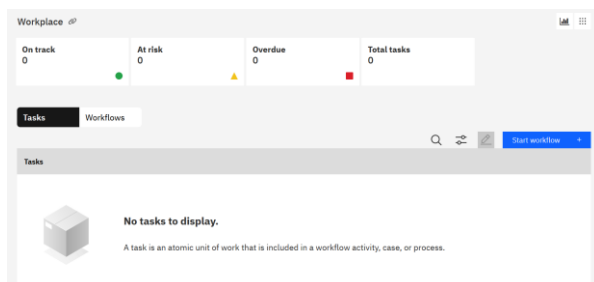 Workplace
On track
0
At risk
0
Overdue
0
Total tasks
0
Tasks
Workflows
Start workflow +
Tasks
No tasks to display.
A task is an atomic unit of work that is included in a workflow activity, case, or process.